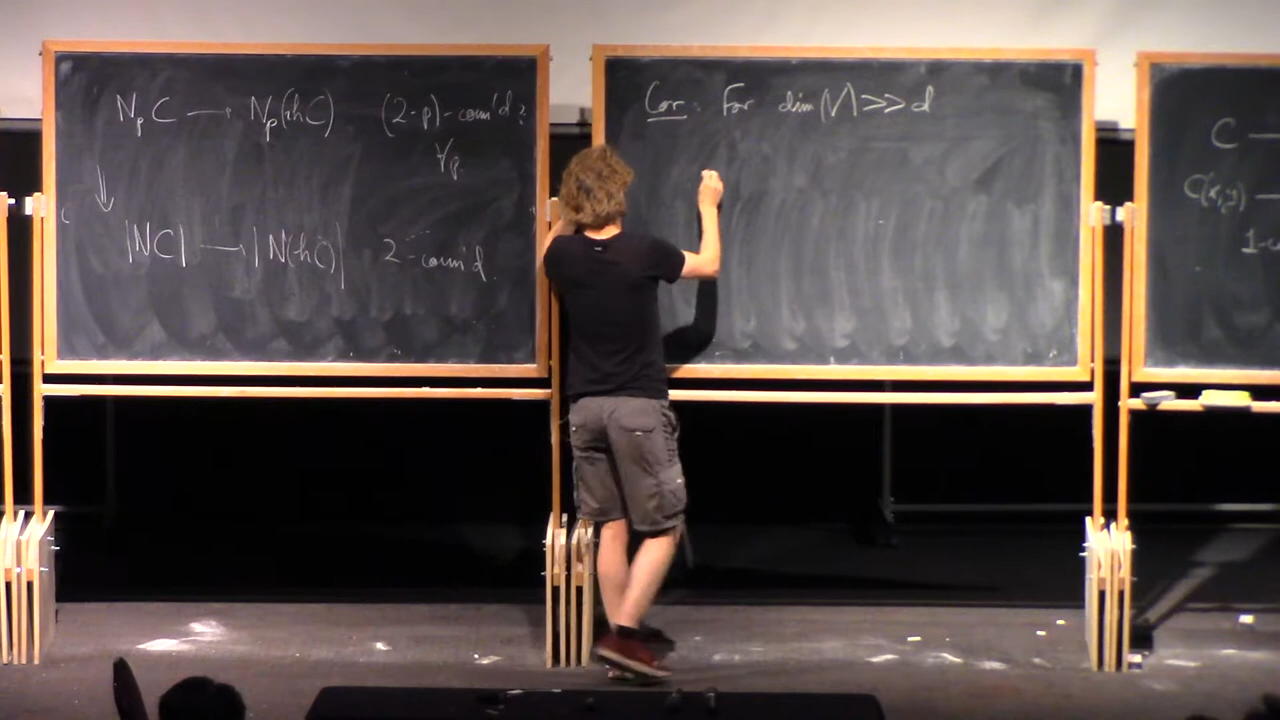 N_p C → N_p(hC) (2-p)-conn'd ?
∀p.
⇓
|NC| → |N(hC)| 2-conn'd.
Cor: For dim(V) >> d
C —
C(x,y) —
1-c